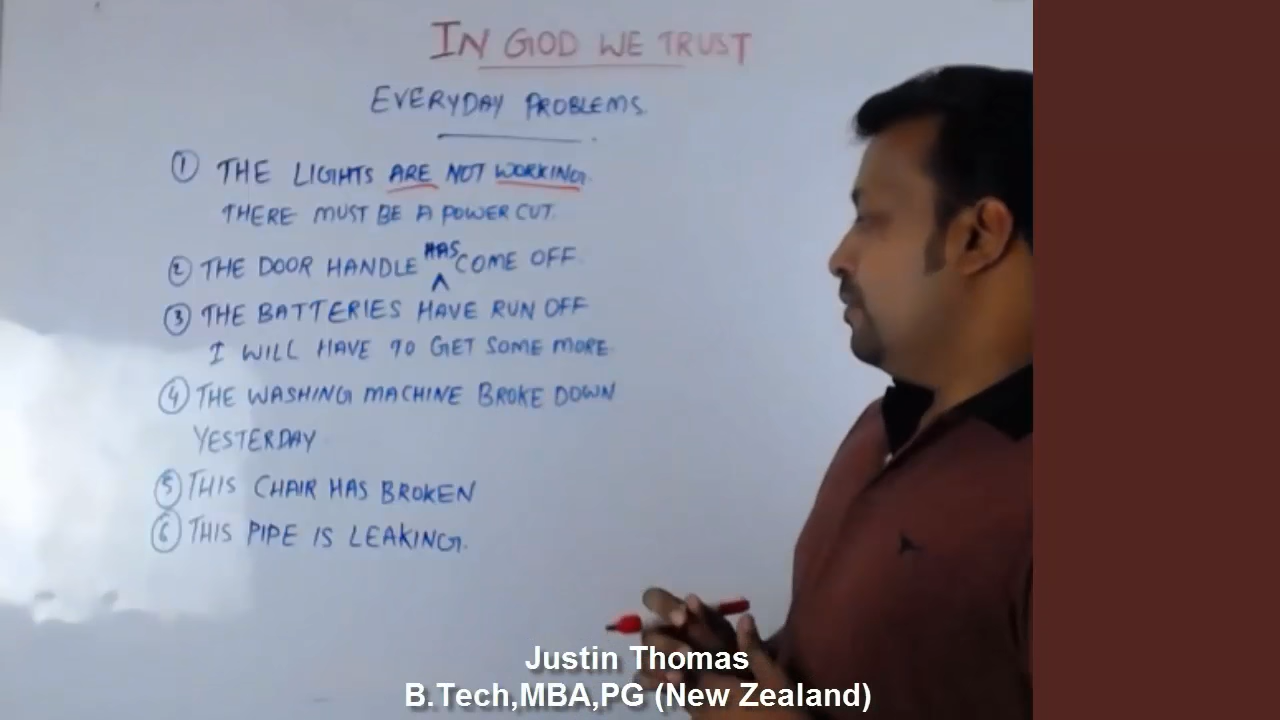 IN GOD WE TRUST
EVERYDAY PROBLEMS.
① THE LIGHTS ARE NOT WORKING.
THERE MUST BE A POWER CUT.
② THE DOOR HANDLE HAS COME OFF.
③ THE BATTERIES HAVE RUN OFF
I WILL HAVE TO GET SOME MORE.
④ THE WASHING MACHINE BROKE DOWN
YESTERDAY
⑤ THIS CHAIR HAS BROKEN
⑥ THIS PIPE IS LEAKING.
Justin Thomas
B.Tech,MBA,PG (New Zealand)